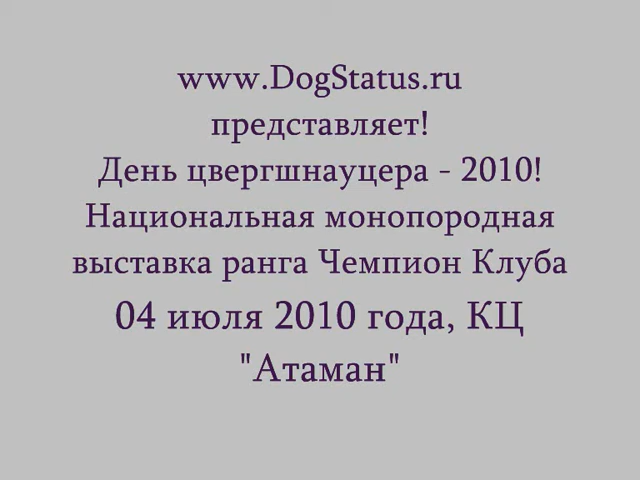 www.DogStatus.ru
представляет!
День цвергшнауцера - 2010!
Национальная монопородная
выставка ранга Чемпион Клуба
04 июля 2010 года, КЦ
"Атаман"